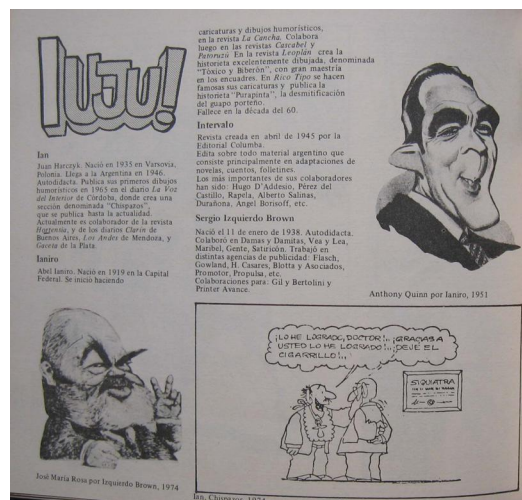 IUJU!
Ian
Juan Harczyk. Nació en 1935 en Varsovia,
Polonia. Llega a la Argentina en 1946.
Autodidacta. Publica sus primeros dibujos
humorísticos en 1963 en el diario La Voz
del Interior de Córdoba, donde crea una
sección denominada "Chispazos",
que se publica hasta la actualidad.
Actualmente es colaborador de la revista
Hortensia, y de los diarios Clarín de
Buenos Aires, Los Andes de Mendoza, y
Gaceta de la Plata.
Ianiro
Abel Ianiro. Nació en 1919 en la Capital
Federal. Se inicia haciendo
José María Rosa por Izquierdo Brown, 1974
caricaturas y dibujos humorísticos,
en la revista La Cancha. Colabora
luego en las revistas Cascabel y
Patoruzú. En la revista Leoplán crea la
historieta excelentemente dibujada, denominada
"Tóxico y Biberón", con gran maestría
en los encuadres. En Rico Tipo se hacen
famosas sus caricaturas y publica la
historieta "Purapinta", la desmitificación
del guapo porteño.
Fallece en la década del 60.
Intervalo
Revista creada en abril de 1945 por la
Editorial Columba.
Edita sobre todo material argentino que
consiste principalmente en adaptaciones de
novelas, cuentos, folletines.
Los más importantes de sus colaboradores
han sido: Hugo D'Addesio, Pérez del
Castillo, Rapela, Alberto Salinas,
Durañona, Angel Borisoff, etc.
Sergio Izquierdo Brown
Nació el 11 de enero de 1938. Autodidacta.
Colaboró en Damas y Damitas, Vea y Lea,
Maribel, Gente, Satiricón. Trabajó en
distintas agencias de publicidad: Flasch,
Gowland, H. Casares, Blotta y Asociados,
Promotor, Propulsa, etc.
Colaboraciones para: Gil y Bertolini y
Printer Avance.
Anthony Quinn por Ianiro, 1951
¡LO HE LOGRADO, DOCTOR!.. ¡GRACIAS A
USTED LO HE LOGRADO!.. ¡DEJÉ EL
CIGARRILLO!..
SIQUIATRA
Ian, Chispazos, 1974